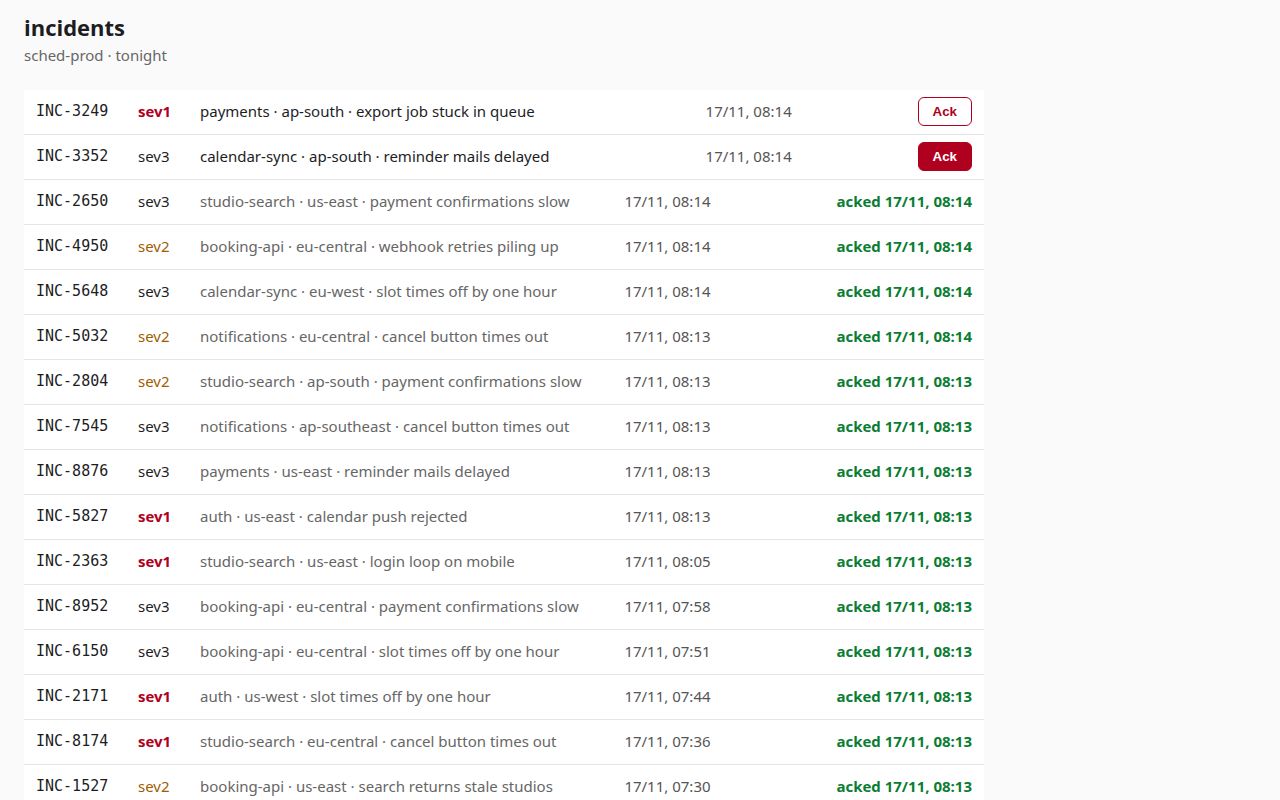 incidents
sched-prod · tonight
INC-3249 sev1 payments · ap-south · export job stuck in queue 17/11, 08:14 Ack
INC-3352 sev3 calendar-sync · ap-south · reminder mails delayed 17/11, 08:14 Ack
INC-2650 sev3 studio-search · us-east · payment confirmations slow 17/11, 08:14 acked 17/11, 08:14
INC-4950 sev2 booking-api · eu-central · webhook retries piling up 17/11, 08:14 acked 17/11, 08:14
INC-5648 sev3 calendar-sync · eu-west · slot times off by one hour 17/11, 08:14 acked 17/11, 08:14
INC-5032 sev2 notifications · eu-central · cancel button times out 17/11, 08:13 acked 17/11, 08:14
INC-2804 sev2 studio-search · ap-south · payment confirmations slow 17/11, 08:13 acked 17/11, 08:13
INC-7545 sev3 notifications · ap-southeast · cancel button times out 17/11, 08:13 acked 17/11, 08:13
INC-8876 sev3 payments · us-east · reminder mails delayed 17/11, 08:13 acked 17/11, 08:13
INC-5827 sev1 auth · us-east · calendar push rejected 17/11, 08:13 acked 17/11, 08:13
INC-2363 sev1 studio-search · us-east · login loop on mobile 17/11, 08:05 acked 17/11, 08:13
INC-8952 sev3 booking-api · eu-central · payment confirmations slow 17/11, 07:58 acked 17/11, 08:13
INC-6150 sev3 booking-api · eu-central · slot times off by one hour 17/11, 07:51 acked 17/11, 08:13
INC-2171 sev1 auth · us-west · slot times off by one hour 17/11, 07:44 acked 17/11, 08:13
INC-8174 sev1 studio-search · eu-central · cancel button times out 17/11, 07:36 acked 17/11, 08:13
INC-1527 sev2 booking-api · us-east · search returns stale studios 17/11, 07:30 acked 17/11, 08:13